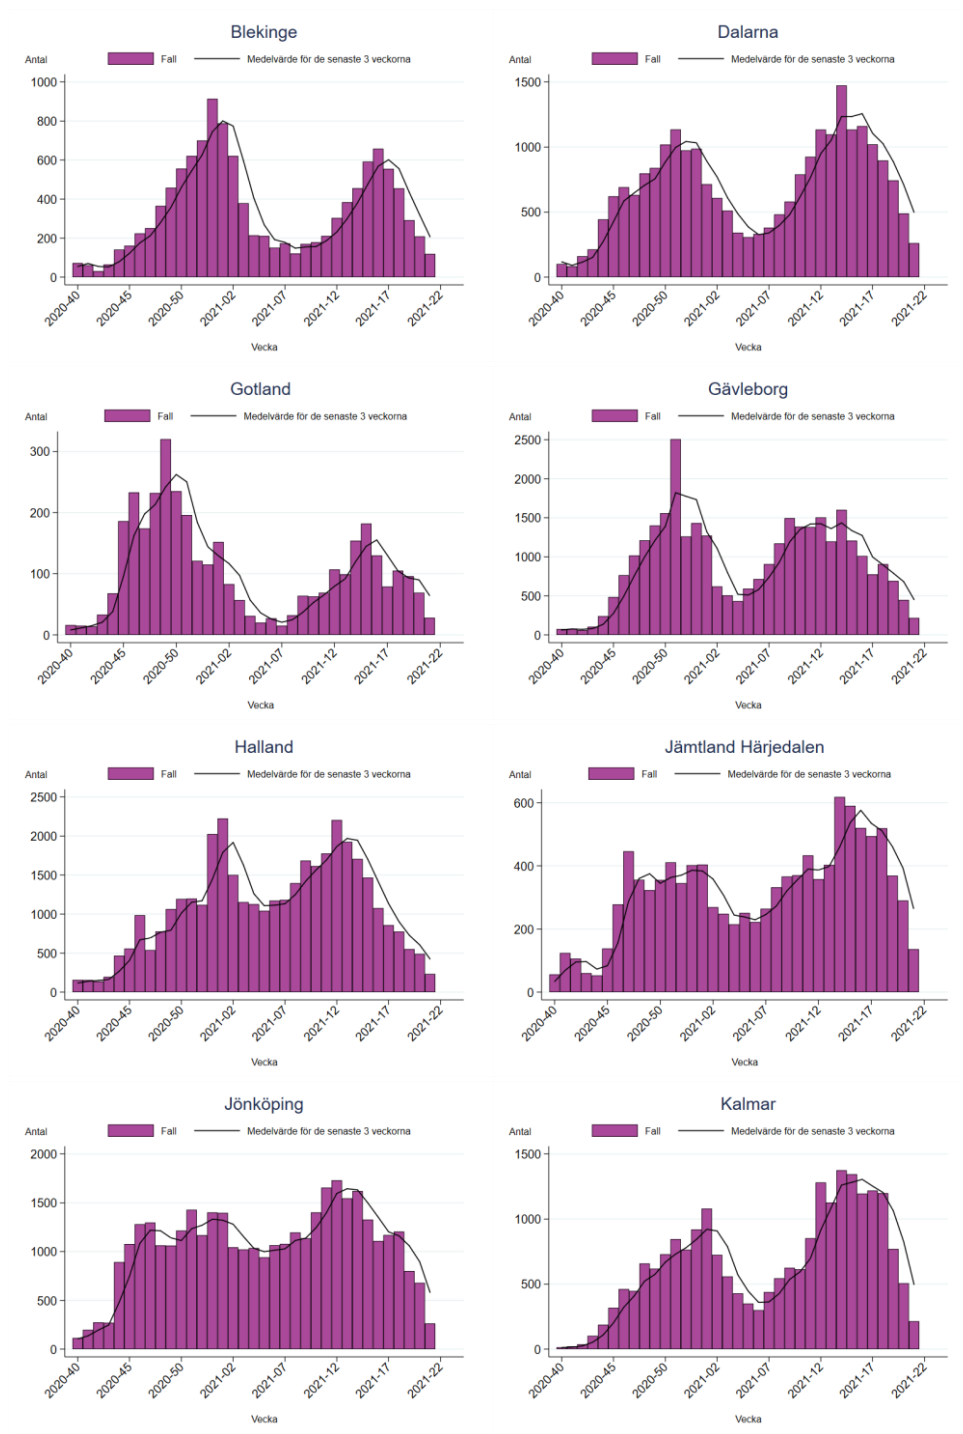 Blekinge
Antal Fall Medelvärde för de senaste 3 veckorna
1000
800
600
400
200
0
2020-40 2020-45 2020-50 2021-02 2021-07 2021-12 2021-17 2021-22
Vecka
Dalarna
Antal Fall Medelvärde för de senaste 3 veckorna
1500
1000
500
0
2020-40 2020-45 2020-50 2021-02 2021-07 2021-12 2021-17 2021-22
Vecka
Gotland
Antal Fall Medelvärde för de senaste 3 veckorna
300
200
100
0
2020-40 2020-45 2020-50 2021-02 2021-07 2021-12 2021-17 2021-22
Vecka
Gävleborg
Antal Fall Medelvärde för de senaste 3 veckorna
2500
2000
1500
1000
500
0
2020-40 2020-45 2020-50 2021-02 2021-07 2021-12 2021-17 2021-22
Vecka
Halland
Antal Fall Medelvärde för de senaste 3 veckorna
2500
2000
1500
1000
500
0
2020-40 2020-45 2020-50 2021-02 2021-07 2021-12 2021-17 2021-22
Vecka
Jämtland Härjedalen
Antal Fall Medelvärde för de senaste 3 veckorna
600
400
200
0
2020-40 2020-45 2020-50 2021-02 2021-07 2021-12 2021-17 2021-22
Vecka
Jönköping
Antal Fall Medelvärde för de senaste 3 veckorna
2000
1500
1000
500
0
2020-40 2020-45 2020-50 2021-02 2021-07 2021-12 2021-17 2021-22
Vecka
Kalmar
Antal Fall Medelvärde för de senaste 3 veckorna
1500
1000
500
0
2020-40 2020-45 2020-50 2021-02 2021-07 2021-12 2021-17 2021-22
Vecka